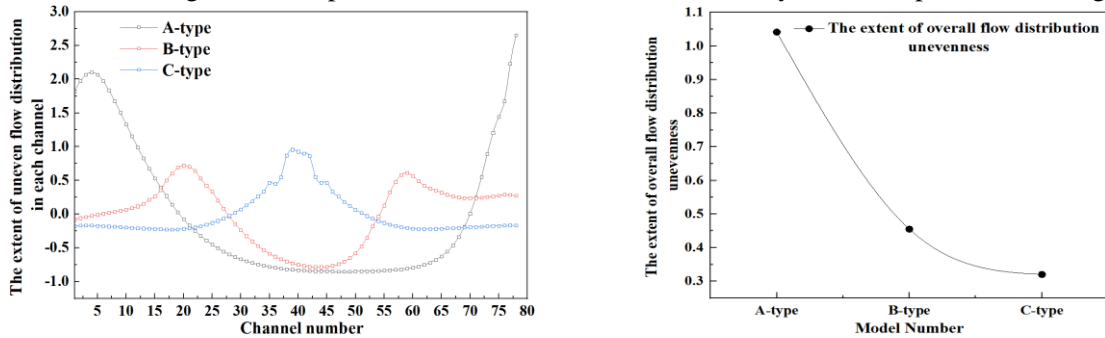 The extent of uneven flow distribution
in each channel
3.0
2.5
2.0
1.5
1.0
0.5
0.0
-0.5
-1.0
A-type
B-type
C-type
5 10 15 20 25 30 35 40 45 50 55 60 65 70 75 80
Channel number
The extent of overall flow distribution
unevenness
1.1
1.0
0.9
0.8
0.7
0.6
0.5
0.4
0.3
The extent of overall flow distribution
unevenness
A-type B-type C-type
Model Number